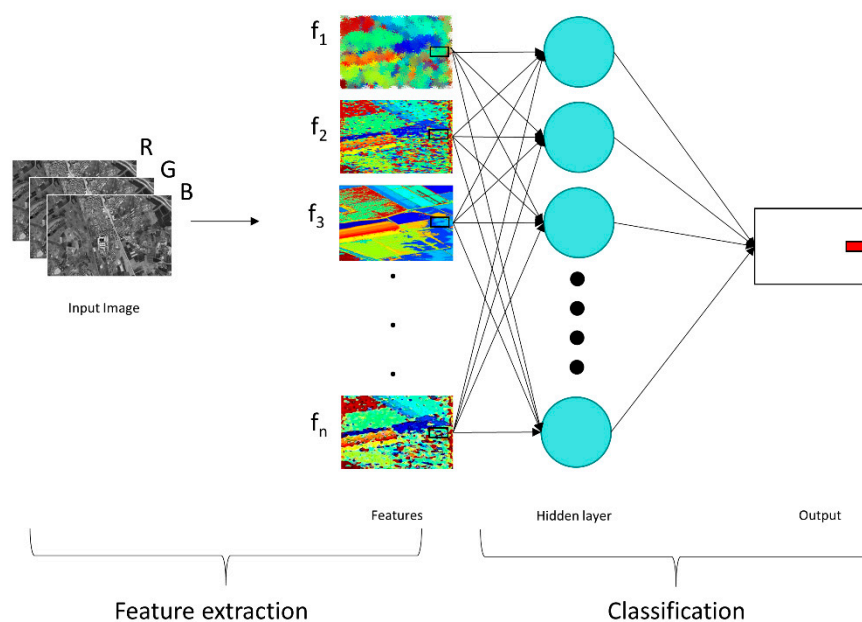 f1
f2
R
G
B
f3
Input Image
fn
Features
Hidden layer
Output
Feature extraction
Classification